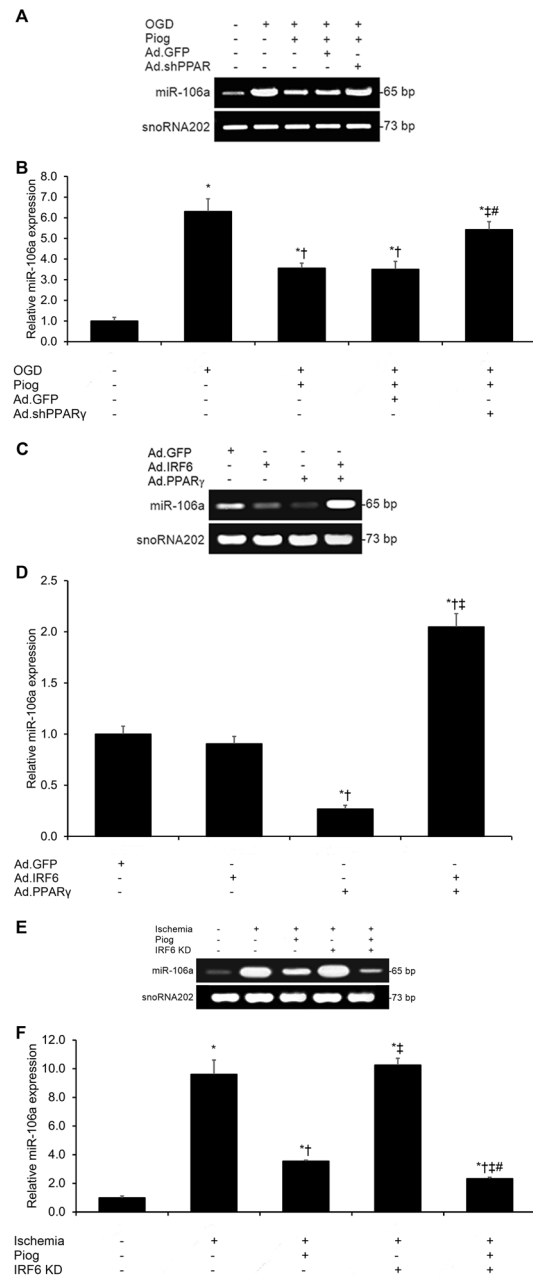 A
OGD - + + + +
Piog - - + + +
Ad.GFP - - - + -
Ad.shPPAR - - - - +
miR-106a -65 bp
snoRNA202 -73 bp
B
Relative miR-106a expression
8.0
7.0
6.0
5.0
4.0
3.0
2.0
1.0
0.0
* *† *† *‡#
OGD - + + + +
Piog - - + + +
Ad.GFP - - - + -
Ad.shPPARγ - - - - +
C
Ad.GFP + - - -
Ad.IRF6 - + - +
Ad.PPARγ - - + +
miR-106a -65 bp
snoRNA202 -73 bp
D
Relative miR-106a expression
2.5
2.0
1.5
1.0
0.5
0.0
*† *†‡
Ad.GFP + - - -
Ad.IRF6 - + - +
Ad.PPARγ - - + +
E
Ischemia - + + + +
Piog - - + - +
IRF6 KD - - - + +
miR-106a -65 bp
snoRNA202 -73 bp
F
Relative miR-106a expression
12.0
10.0
8.0
6.0
4.0
2.0
0.0
* *† *‡ *†‡#
Ischemia - + + + +
Piog - - + - +
IRF6 KD - - - + +